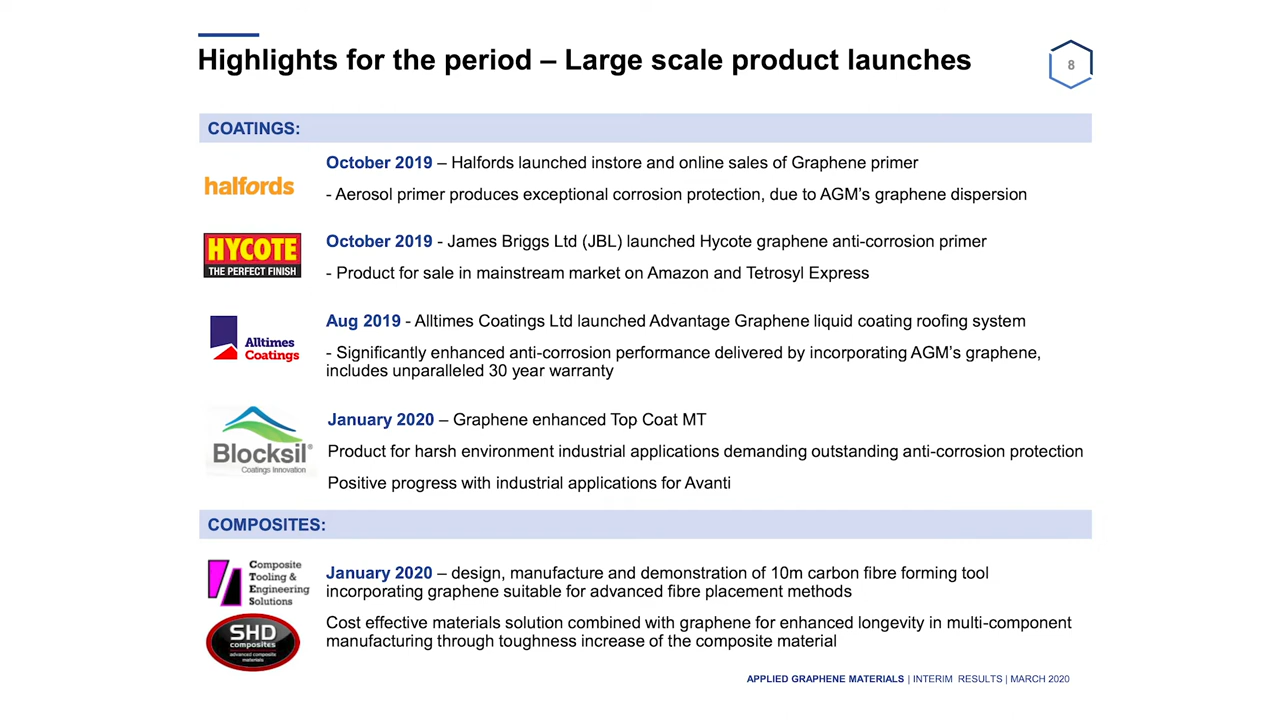 Highlights for the period – Large scale product launches
8
COATINGS:
halfords
October 2019 – Halfords launched instore and online sales of Graphene primer
- Aerosol primer produces exceptional corrosion protection, due to AGM's graphene dispersion
HYCOTE
THE PERFECT FINISH
October 2019 - James Briggs Ltd (JBL) launched Hycote graphene anti-corrosion primer
- Product for sale in mainstream market on Amazon and Tetrosyl Express
Alltimes
Coatings
Aug 2019 - Alltimes Coatings Ltd launched Advantage Graphene liquid coating roofing system
- Significantly enhanced anti-corrosion performance delivered by incorporating AGM's graphene,
includes unparalleled 30 year warranty
Blocksil®
Coatings Innovation
January 2020 – Graphene enhanced Top Coat MT
Product for harsh environment industrial applications demanding outstanding anti-corrosion protection
Positive progress with industrial applications for Avanti
COMPOSITES:
Composite
Tooling &
Engineering
Solutions
January 2020 – design, manufacture and demonstration of 10m carbon fibre forming tool
incorporating graphene suitable for advanced fibre placement methods
SHD
composites
advanced composite
materials
Cost effective materials solution combined with graphene for enhanced longevity in multi-component
manufacturing through toughness increase of the composite material
APPLIED GRAPHENE MATERIALS | INTERIM RESULTS | MARCH 2020